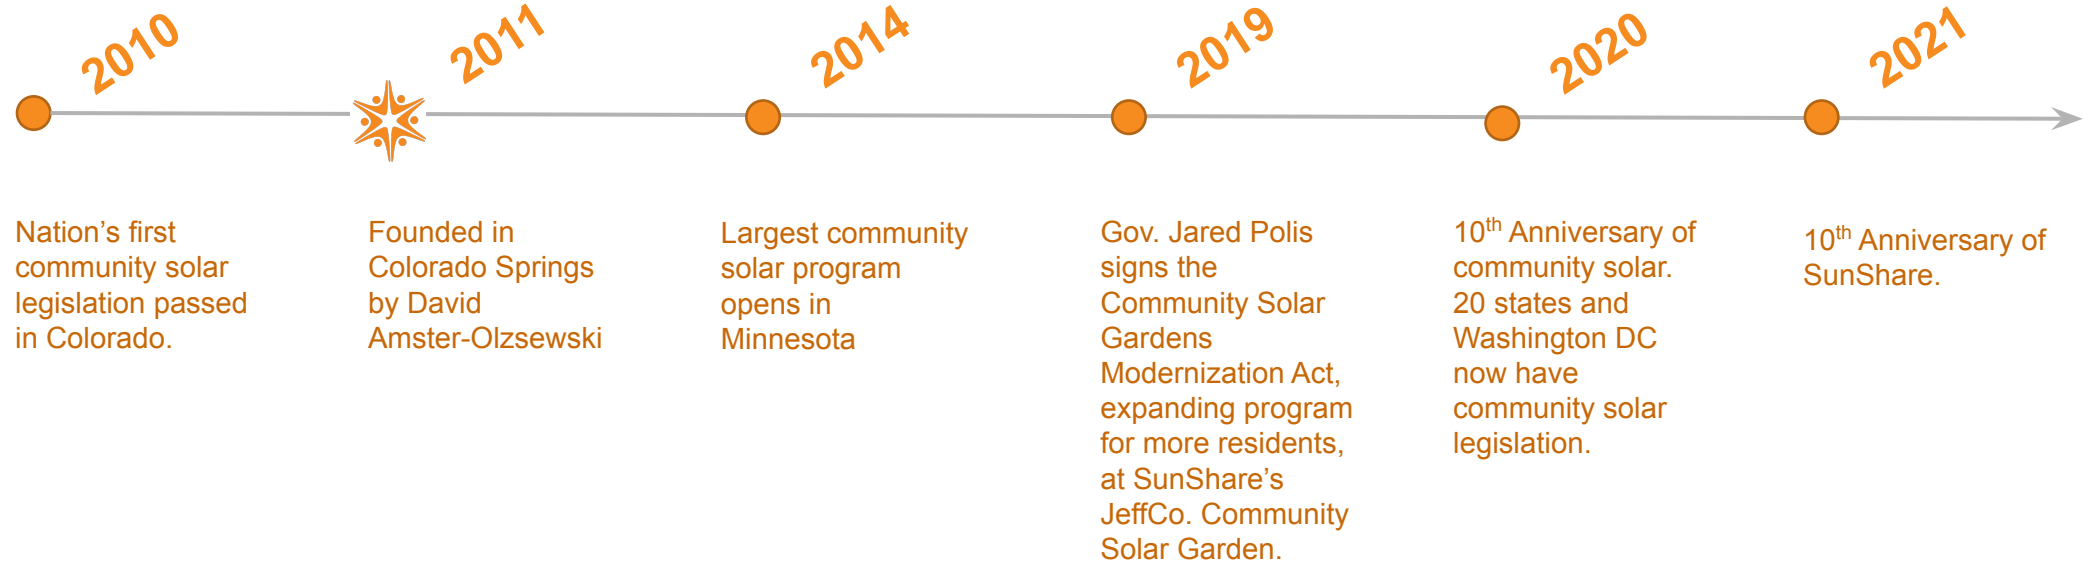 2010
2011
2014
2019
2020
2021
Nation’s first
community solar
legislation passed
in Colorado.
Founded in
Colorado Springs
by David
Amster-Olzsewski
Largest community
solar program
opens in
Minnesota
Gov. Jared Polis
signs the
Community Solar
Gardens
Modernization Act,
expanding program
for more residents,
at SunShare’s
JeffCo. Community
Solar Garden.
10th Anniversary of
community solar.
20 states and
Washington DC
now have
community solar
legislation.
10th Anniversary of
SunShare.